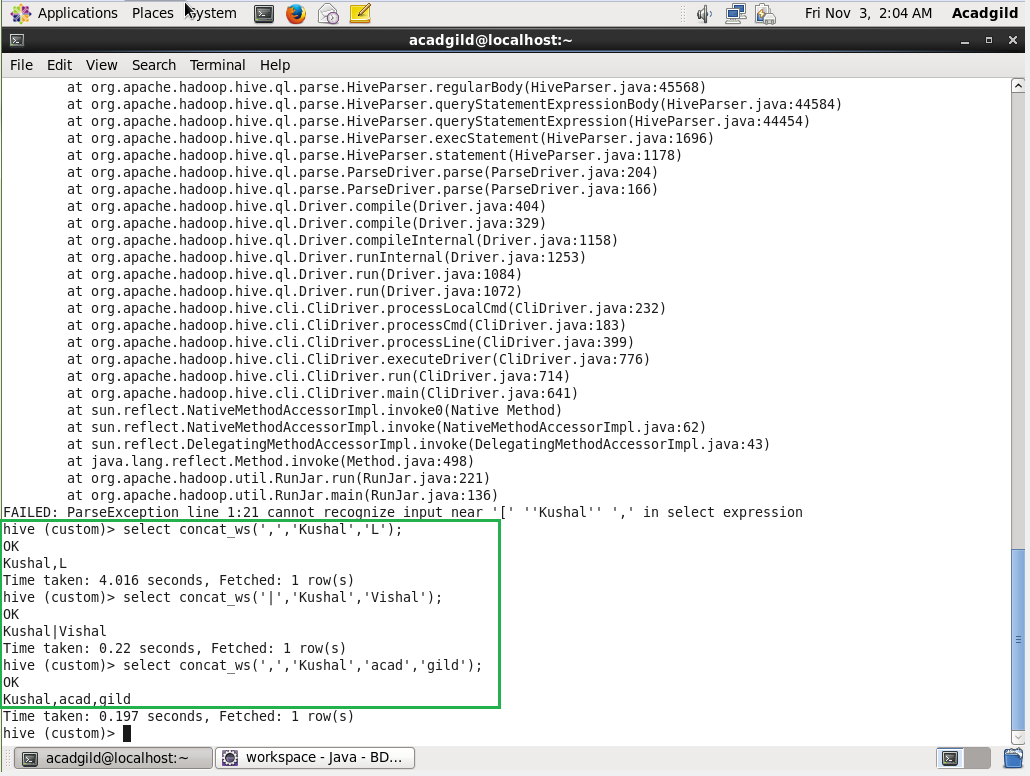 Applications Places System Fri Nov 3, 2:04 AM Acadgild
acadgild@localhost:~
File Edit View Search Terminal Help
at org.apache.hadoop.hive.ql.parse.HiveParser.regularBody(HiveParser.java:45568)
at org.apache.hadoop.hive.ql.parse.HiveParser.queryStatementExpressionBody(HiveParser.java:44584)
at org.apache.hadoop.hive.ql.parse.HiveParser.queryStatementExpression(HiveParser.java:44454)
at org.apache.hadoop.hive.ql.parse.HiveParser.execStatement(HiveParser.java:1696)
at org.apache.hadoop.hive.ql.parse.HiveParser.statement(HiveParser.java:1178)
at org.apache.hadoop.hive.ql.parse.ParseDriver.parse(ParseDriver.java:204)
at org.apache.hadoop.hive.ql.parse.ParseDriver.parse(ParseDriver.java:166)
at org.apache.hadoop.hive.ql.Driver.compile(Driver.java:404)
at org.apache.hadoop.hive.ql.Driver.compile(Driver.java:329)
at org.apache.hadoop.hive.ql.Driver.compileInternal(Driver.java:1158)
at org.apache.hadoop.hive.ql.Driver.runInternal(Driver.java:1253)
at org.apache.hadoop.hive.ql.Driver.run(Driver.java:1084)
at org.apache.hadoop.hive.ql.Driver.run(Driver.java:1072)
at org.apache.hadoop.hive.cli.CliDriver.processLocalCmd(CliDriver.java:232)
at org.apache.hadoop.hive.cli.CliDriver.processCmd(CliDriver.java:183)
at org.apache.hadoop.hive.cli.CliDriver.processLine(CliDriver.java:399)
at org.apache.hadoop.hive.cli.CliDriver.executeDriver(CliDriver.java:776)
at org.apache.hadoop.hive.cli.CliDriver.run(CliDriver.java:714)
at org.apache.hadoop.hive.cli.CliDriver.main(CliDriver.java:641)
at sun.reflect.NativeMethodAccessorImpl.invoke0(Native Method)
at sun.reflect.NativeMethodAccessorImpl.invoke(NativeMethodAccessorImpl.java:62)
at sun.reflect.DelegatingMethodAccessorImpl.invoke(DelegatingMethodAccessorImpl.java:43)
at java.lang.reflect.Method.invoke(Method.java:498)
at org.apache.hadoop.util.RunJar.run(RunJar.java:221)
at org.apache.hadoop.util.RunJar.main(RunJar.java:136)
FAILED: ParseException line 1:21 cannot recognize input near '[' ''Kushal'' ',' in select expression
hive (custom)> select concat_ws(',','Kushal','L');
OK
Kushal,L
Time taken: 4.016 seconds, Fetched: 1 row(s)
hive (custom)> select concat_ws('|','Kushal','Vishal');
OK
Kushal|Vishal
Time taken: 0.22 seconds, Fetched: 1 row(s)
hive (custom)> select concat_ws(',','Kushal','acad','gild');
OK
Kushal,acad,gild
Time taken: 0.197 seconds, Fetched: 1 row(s)
hive (custom)>
acadgild@localhost:~ workspace - Java - BD...